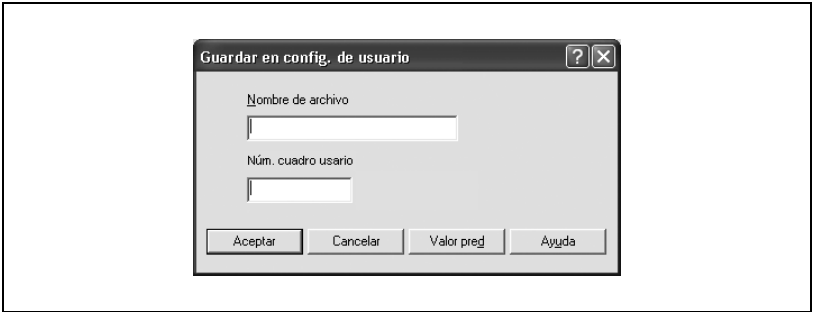 Guardar en config. de usuario
Nombre de archivo
Núm. cuadro usario
Aceptar Cancelar Valor pred Ayuda